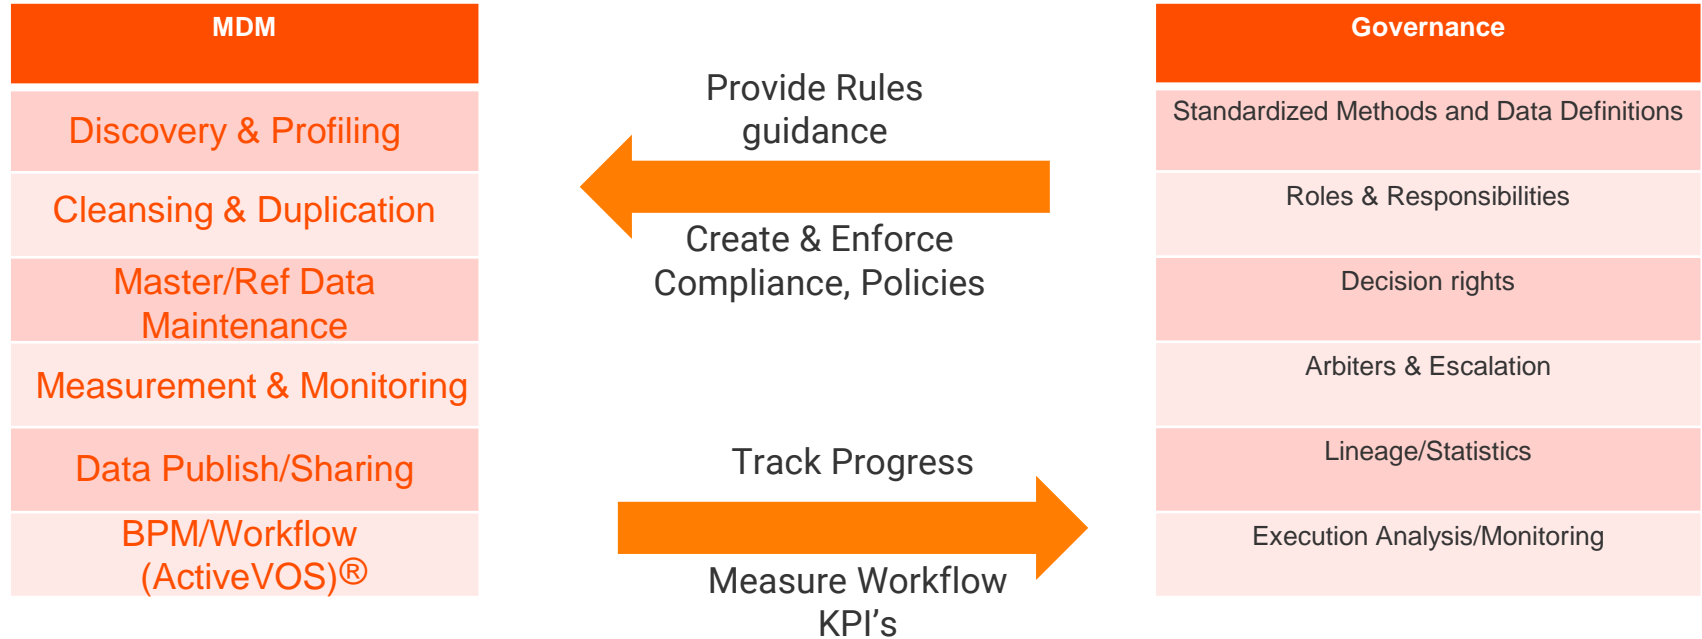 MDM
Discovery & Profiling
Cleansing & Duplication
Master/Ref Data
Maintenance
Measurement & Monitoring
Data Publish/Sharing
BPM/Workflow
(ActiveVOS)®
Provide Rules
guidance
Create & Enforce
Compliance, Policies
Track Progress
Measure Workflow
KPI’s
Governance
Standardized Methods and Data Definitions
Roles & Responsibilities
Decision rights
Arbiters & Escalation
Lineage/Statistics
Execution Analysis/Monitoring